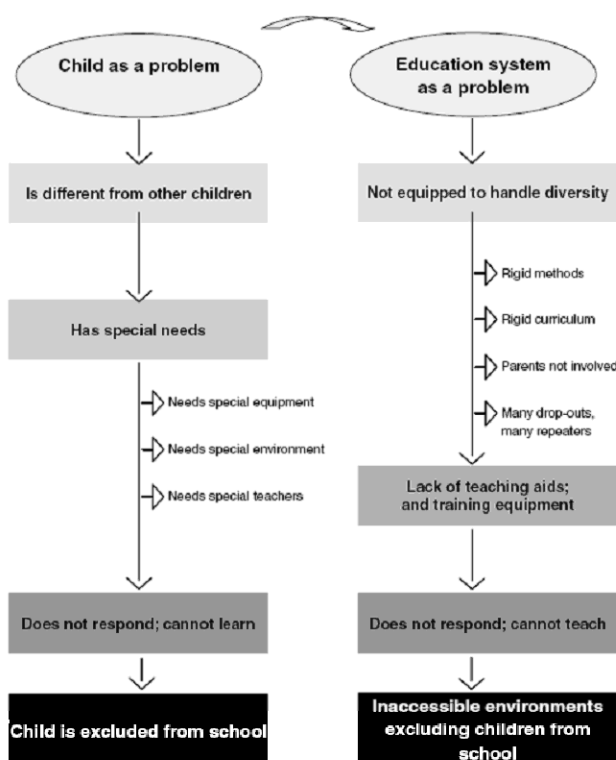 Child as a problem
Is different from other children
Has special needs
Needs special equipment
Needs special environment
Needs special teachers
Does not respond; cannot learn
Child is excluded from school
Education system
as a problem
Not equipped to handle diversity
Rigid methods
Rigid curriculum
Parents not involved
Many drop-outs,
many repeaters
Lack of teaching aids;
and training equipment
Does not respond; cannot teach
Inaccessible environments
excluding children from
school